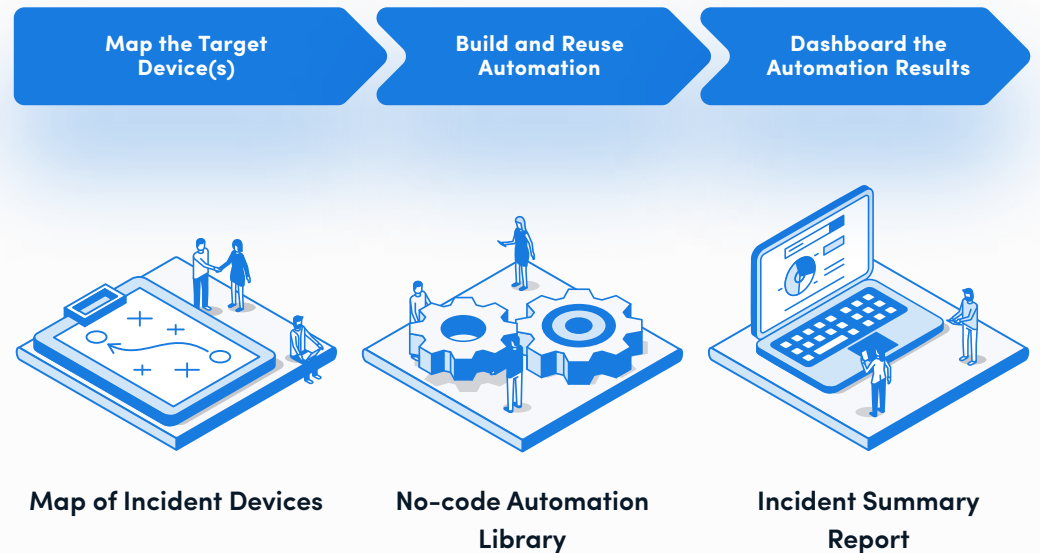 Map the Target
Device(s)
Build and Reuse
Automation
Dashboard the
Automation Results
Map of Incident Devices
No-code Automation
Library
Incident Summary
Report